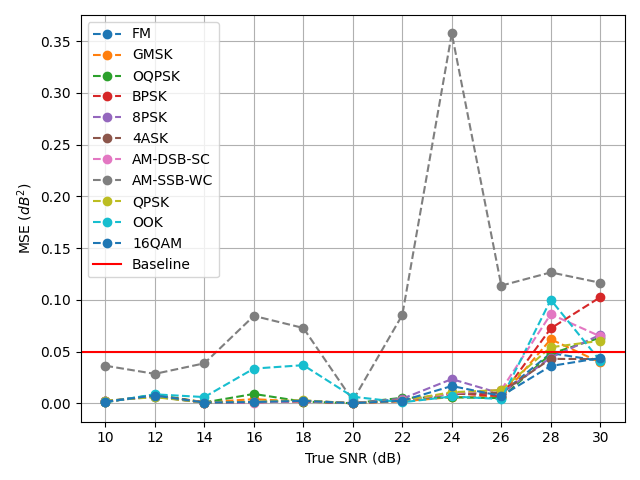 FM
GMSK
OQPSK
BPSK
8PSK
4ASK
AM-DSB-SC
AM-SSB-WC
QPSK
OOK
16QAM
Baseline
MSE (dB²)
0.35
0.30
0.25
0.20
0.15
0.10
0.05
0.00
10 12 14 16 18 20 22 24 26 28 30
True SNR (dB)